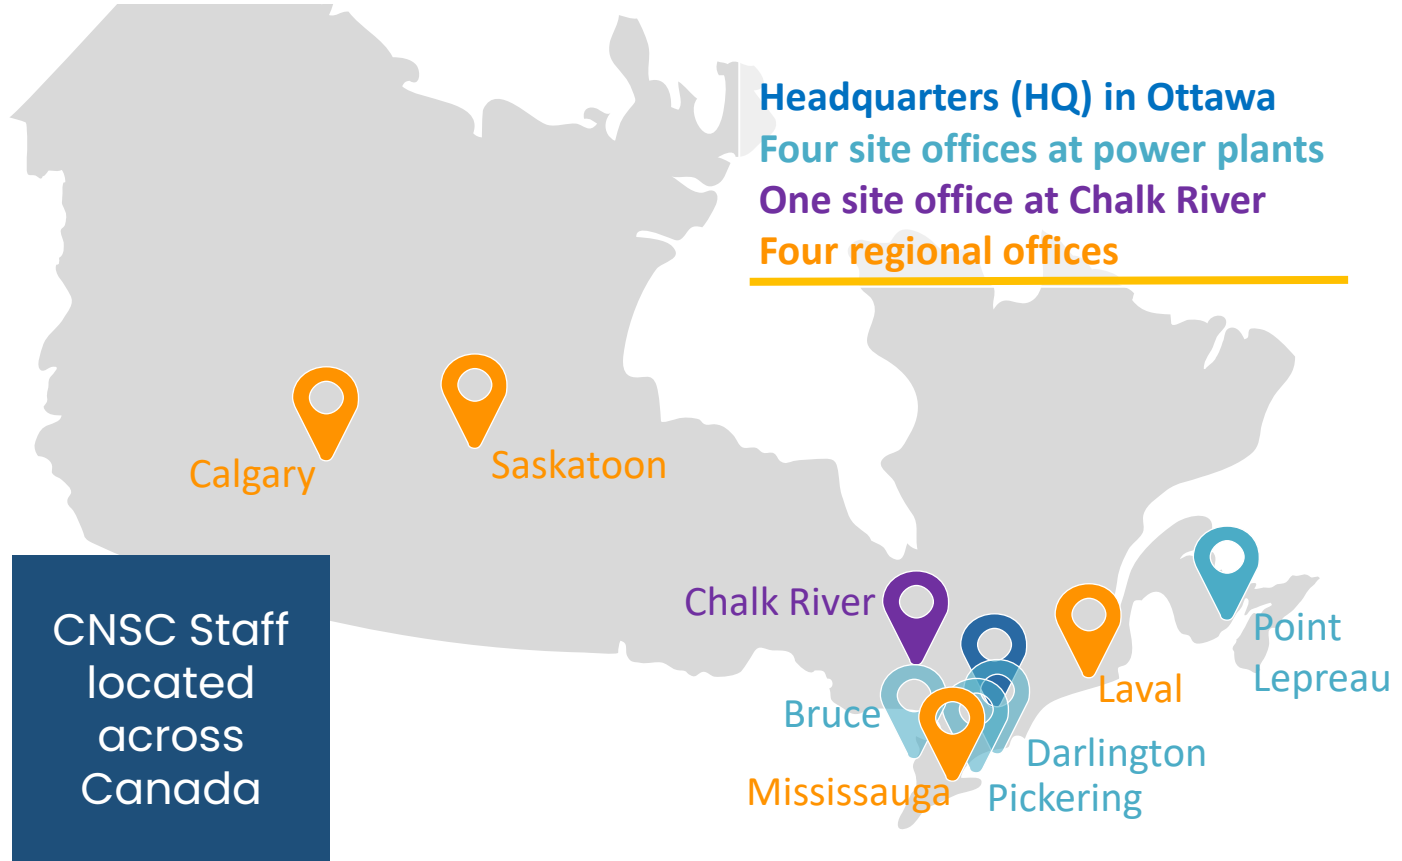 Headquarters (HQ) in Ottawa
Four site offices at power plants
One site office at Chalk River
Four regional offices
Calgary
Saskatoon
Chalk River
Point
Lepreau
Laval
Bruce
Darlington
Mississauga
Pickering
CNSC Staff
located
across
Canada